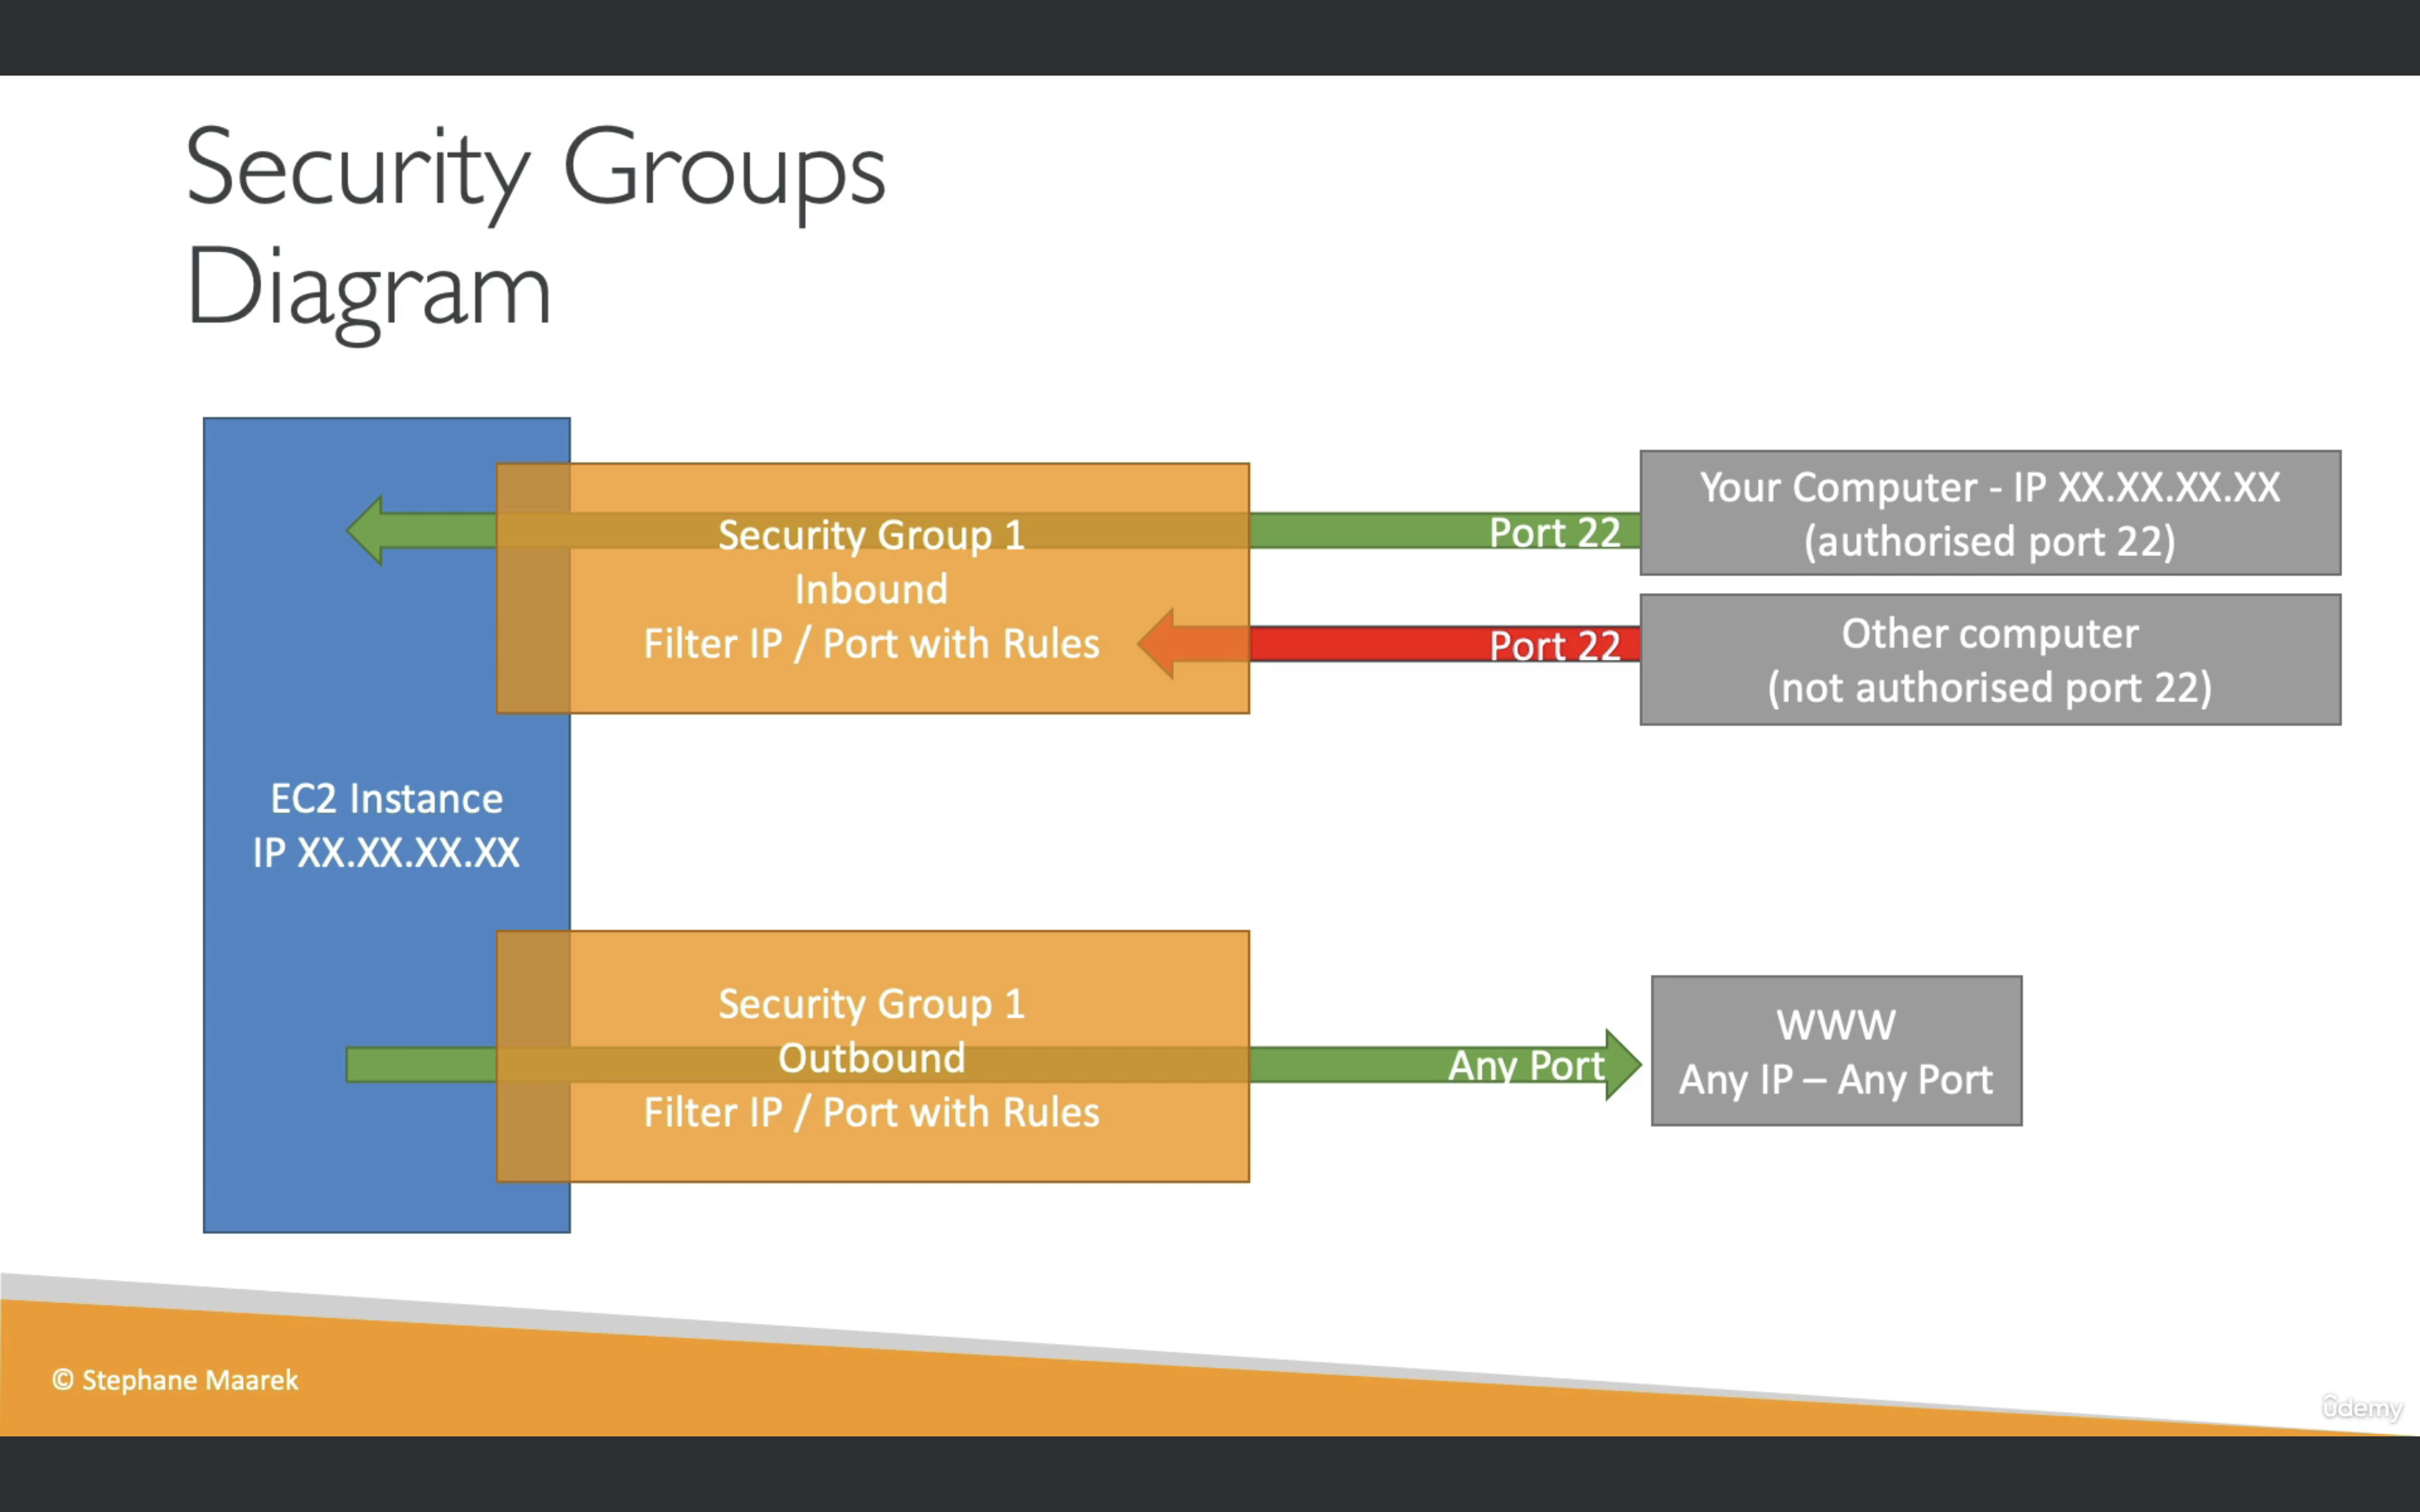 Security Groups
Diagram
Security Group 1
Inbound
Filter IP / Port with Rules
Port 22
Your Computer - IP XX.XX.XX.XX
(authorised port 22)
Port 22
Other computer
(not authorised port 22)
EC2 Instance
IP XX.XX.XX.XX
Security Group 1
Outbound
Filter IP / Port with Rules
Any Port
WWW
Any IP – Any Port
© Stephane Maarek
ûdemy